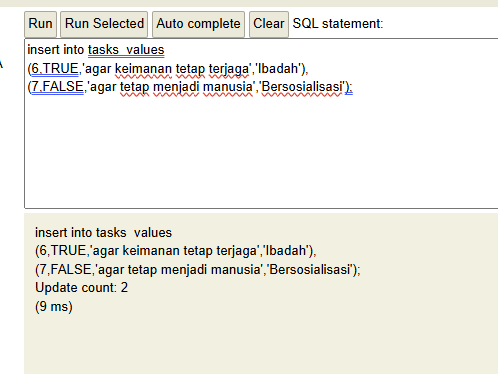 Run Run Selected Auto complete Clear SQL statement:
insert into tasks values
(6,TRUE,'agar keimanan tetap terjaga','Ibadah'),
(7,FALSE,'agar tetap menjadi manusia','Bersosialisasi');
insert into tasks values
(6,TRUE,'agar keimanan tetap terjaga','Ibadah'),
(7,FALSE,'agar tetap menjadi manusia','Bersosialisasi');
Update count: 2
(9 ms)